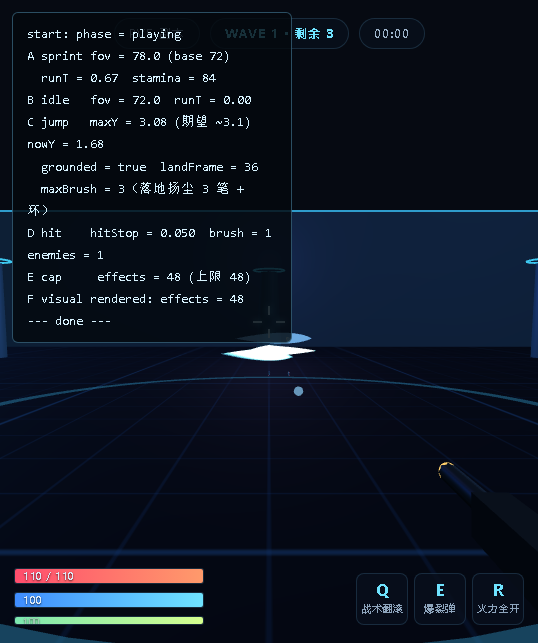 WAVE 1 • 剩余 3
00:00
start: phase = playing
A sprint fov = 78.0 (base 72)
runT = 0.67 stamina = 84
B idle fov = 72.0 runT = 0.00
C jump maxY = 3.08 (期望 ~3.1)
nowY = 1.68
grounded = true landFrame = 36
maxBrush = 3 (落地扬尘 3 笔 +
环)
D hit hitStop = 0.050 brush = 1
enemies = 1
E cap effects = 48 (上限 48)
F visual rendered: effects = 48
--- done ---
110 / 110
100
Q
战术翻滚
E
爆裂弹
R
火力全开